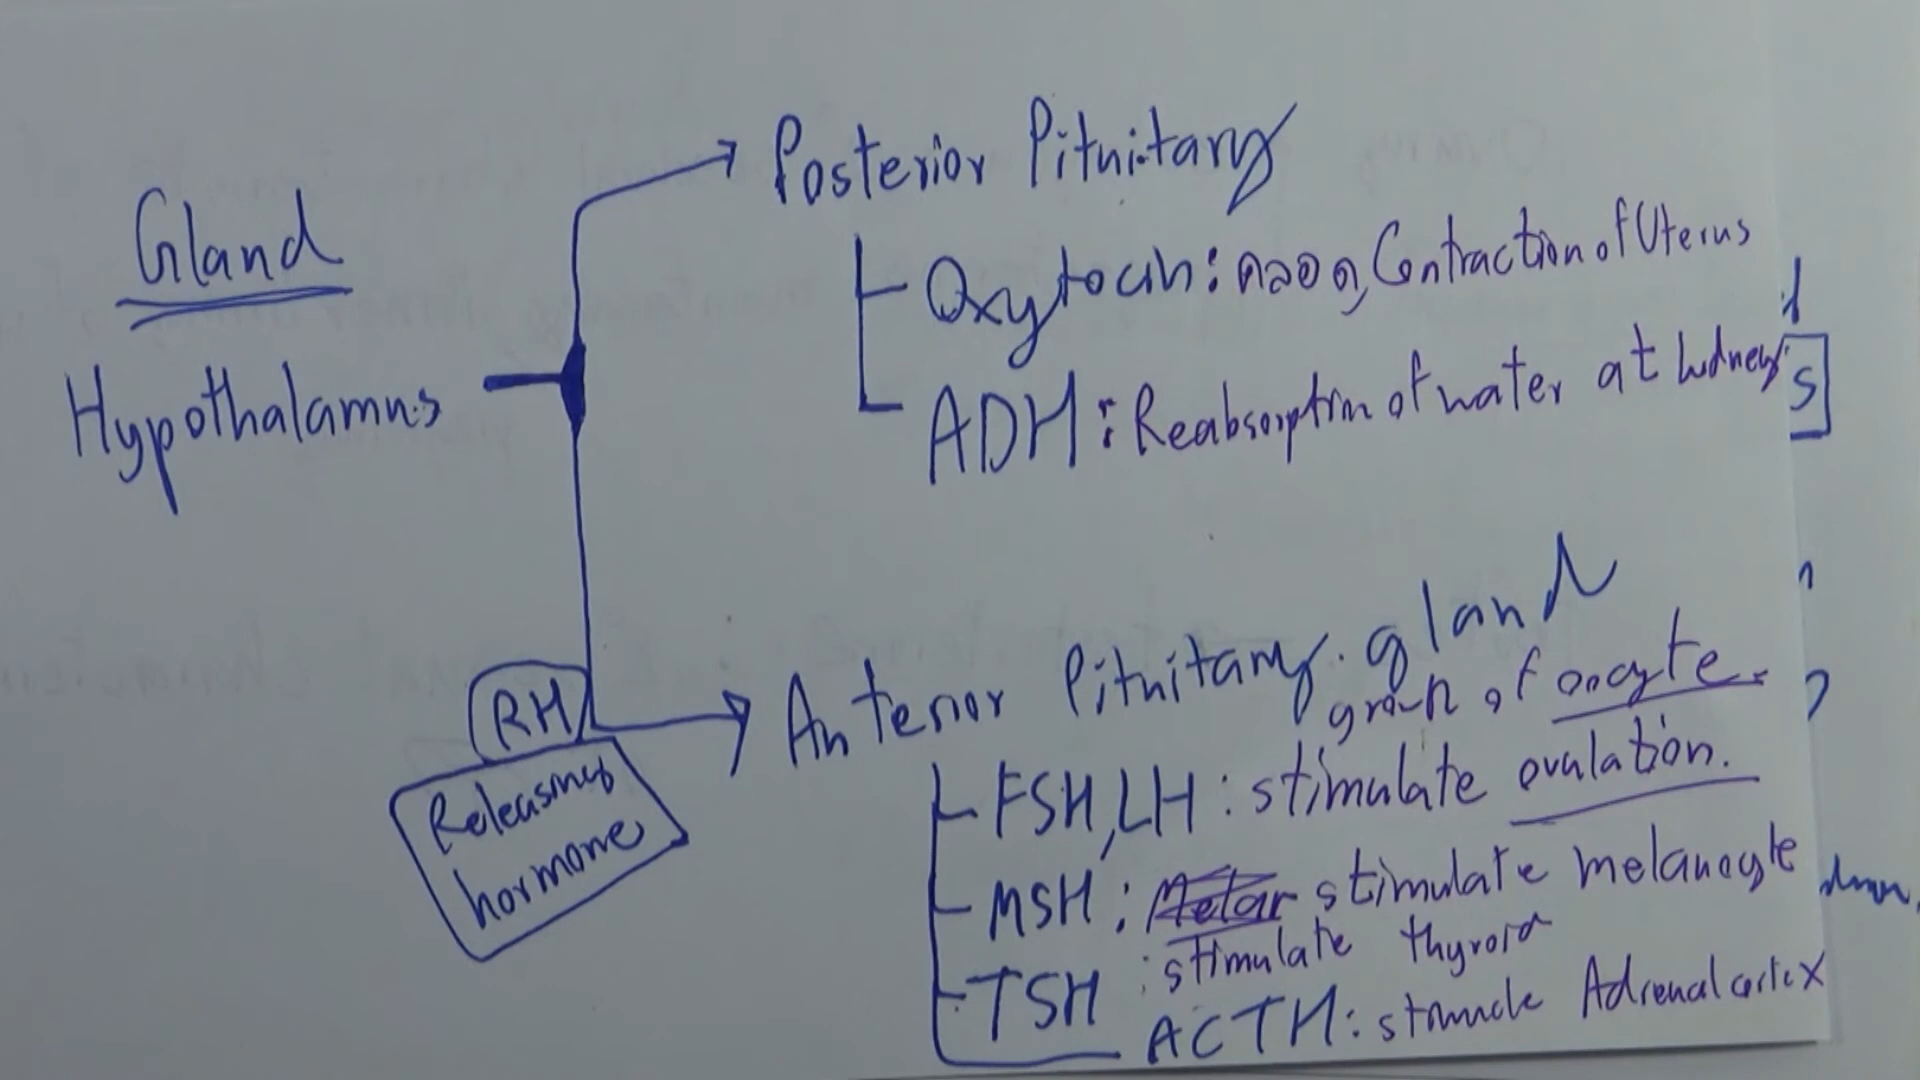 Gland
Hypothalamus
Posterior Pituitary
Oxytocin: คลอด, Contraction of Uterus
ADH: Reabsorption of water at kidney
S
RH
Releasing hormone
Anterior Pituitary gland
growth of oocyte.
FSH, LH: stimulate ovulation.
MSH: stimulate melanocyte
TSH: stimulate thyroid
ACTH: stimulate Adrenal cortex